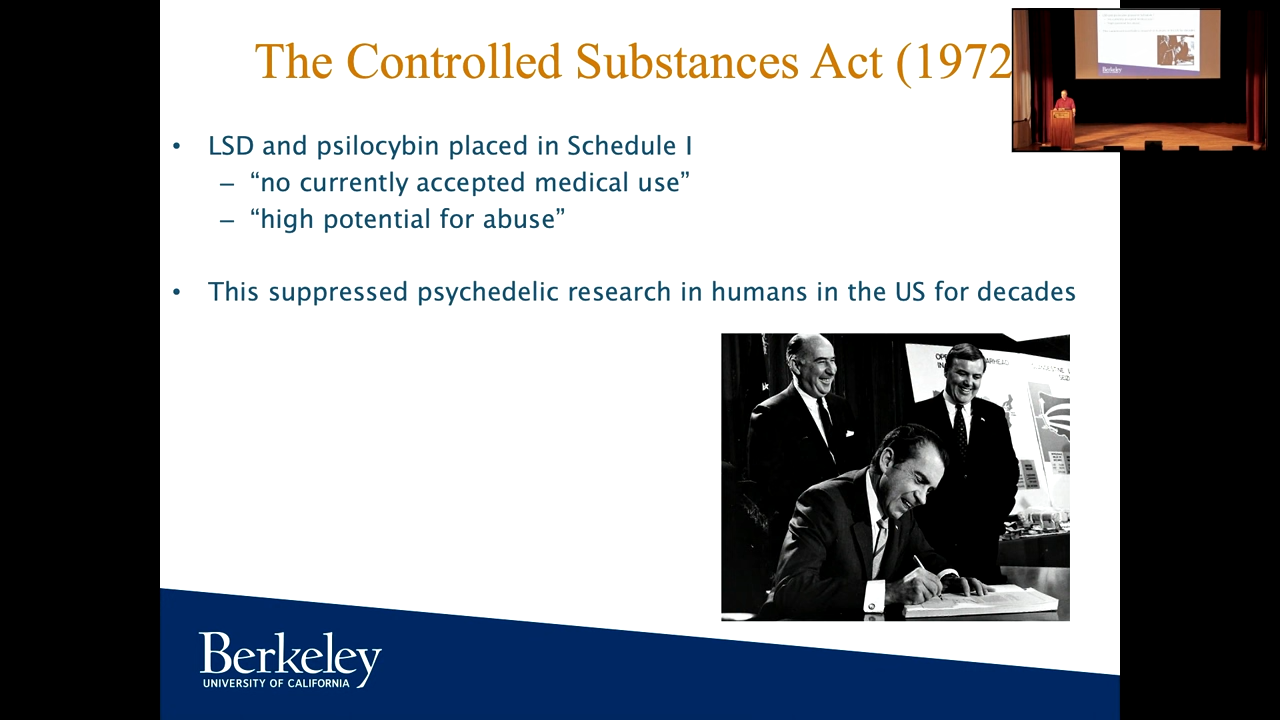 The Controlled Substances Act (1972
• LSD and psilocybin placed in Schedule I
– “no currently accepted medical use”
– “high potential for abuse”
• This suppressed psychedelic research in humans in the US for decades
Berkeley
UNIVERSITY OF CALIFORNIA